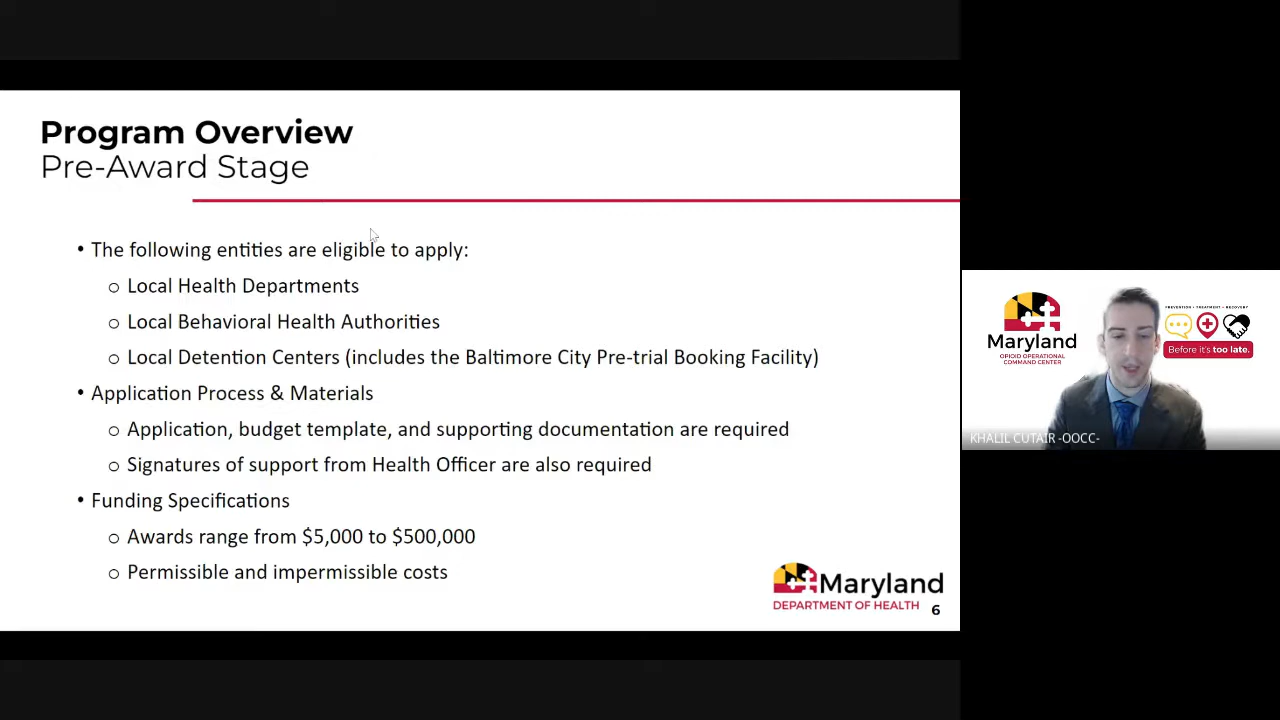 Program Overview
Pre-Award Stage
• The following entities are eligible to apply:
o Local Health Departments
o Local Behavioral Health Authorities
o Local Detention Centers (includes the Baltimore City Pre-trial Booking Facility)
• Application Process & Materials
o Application, budget template, and supporting documentation are required
o Signatures of support from Health Officer are also required
• Funding Specifications
o Awards range from $5,000 to $500,000
o Permissible and impermissible costs
Maryland
DEPARTMENT OF HEALTH
6
Maryland
OPIOID OPERATIONAL
COMMAND CENTER
PREVENTION • TREATMENT • RECOVERY
Before it's too late.
KHALIL CUTAIR -OOCC-